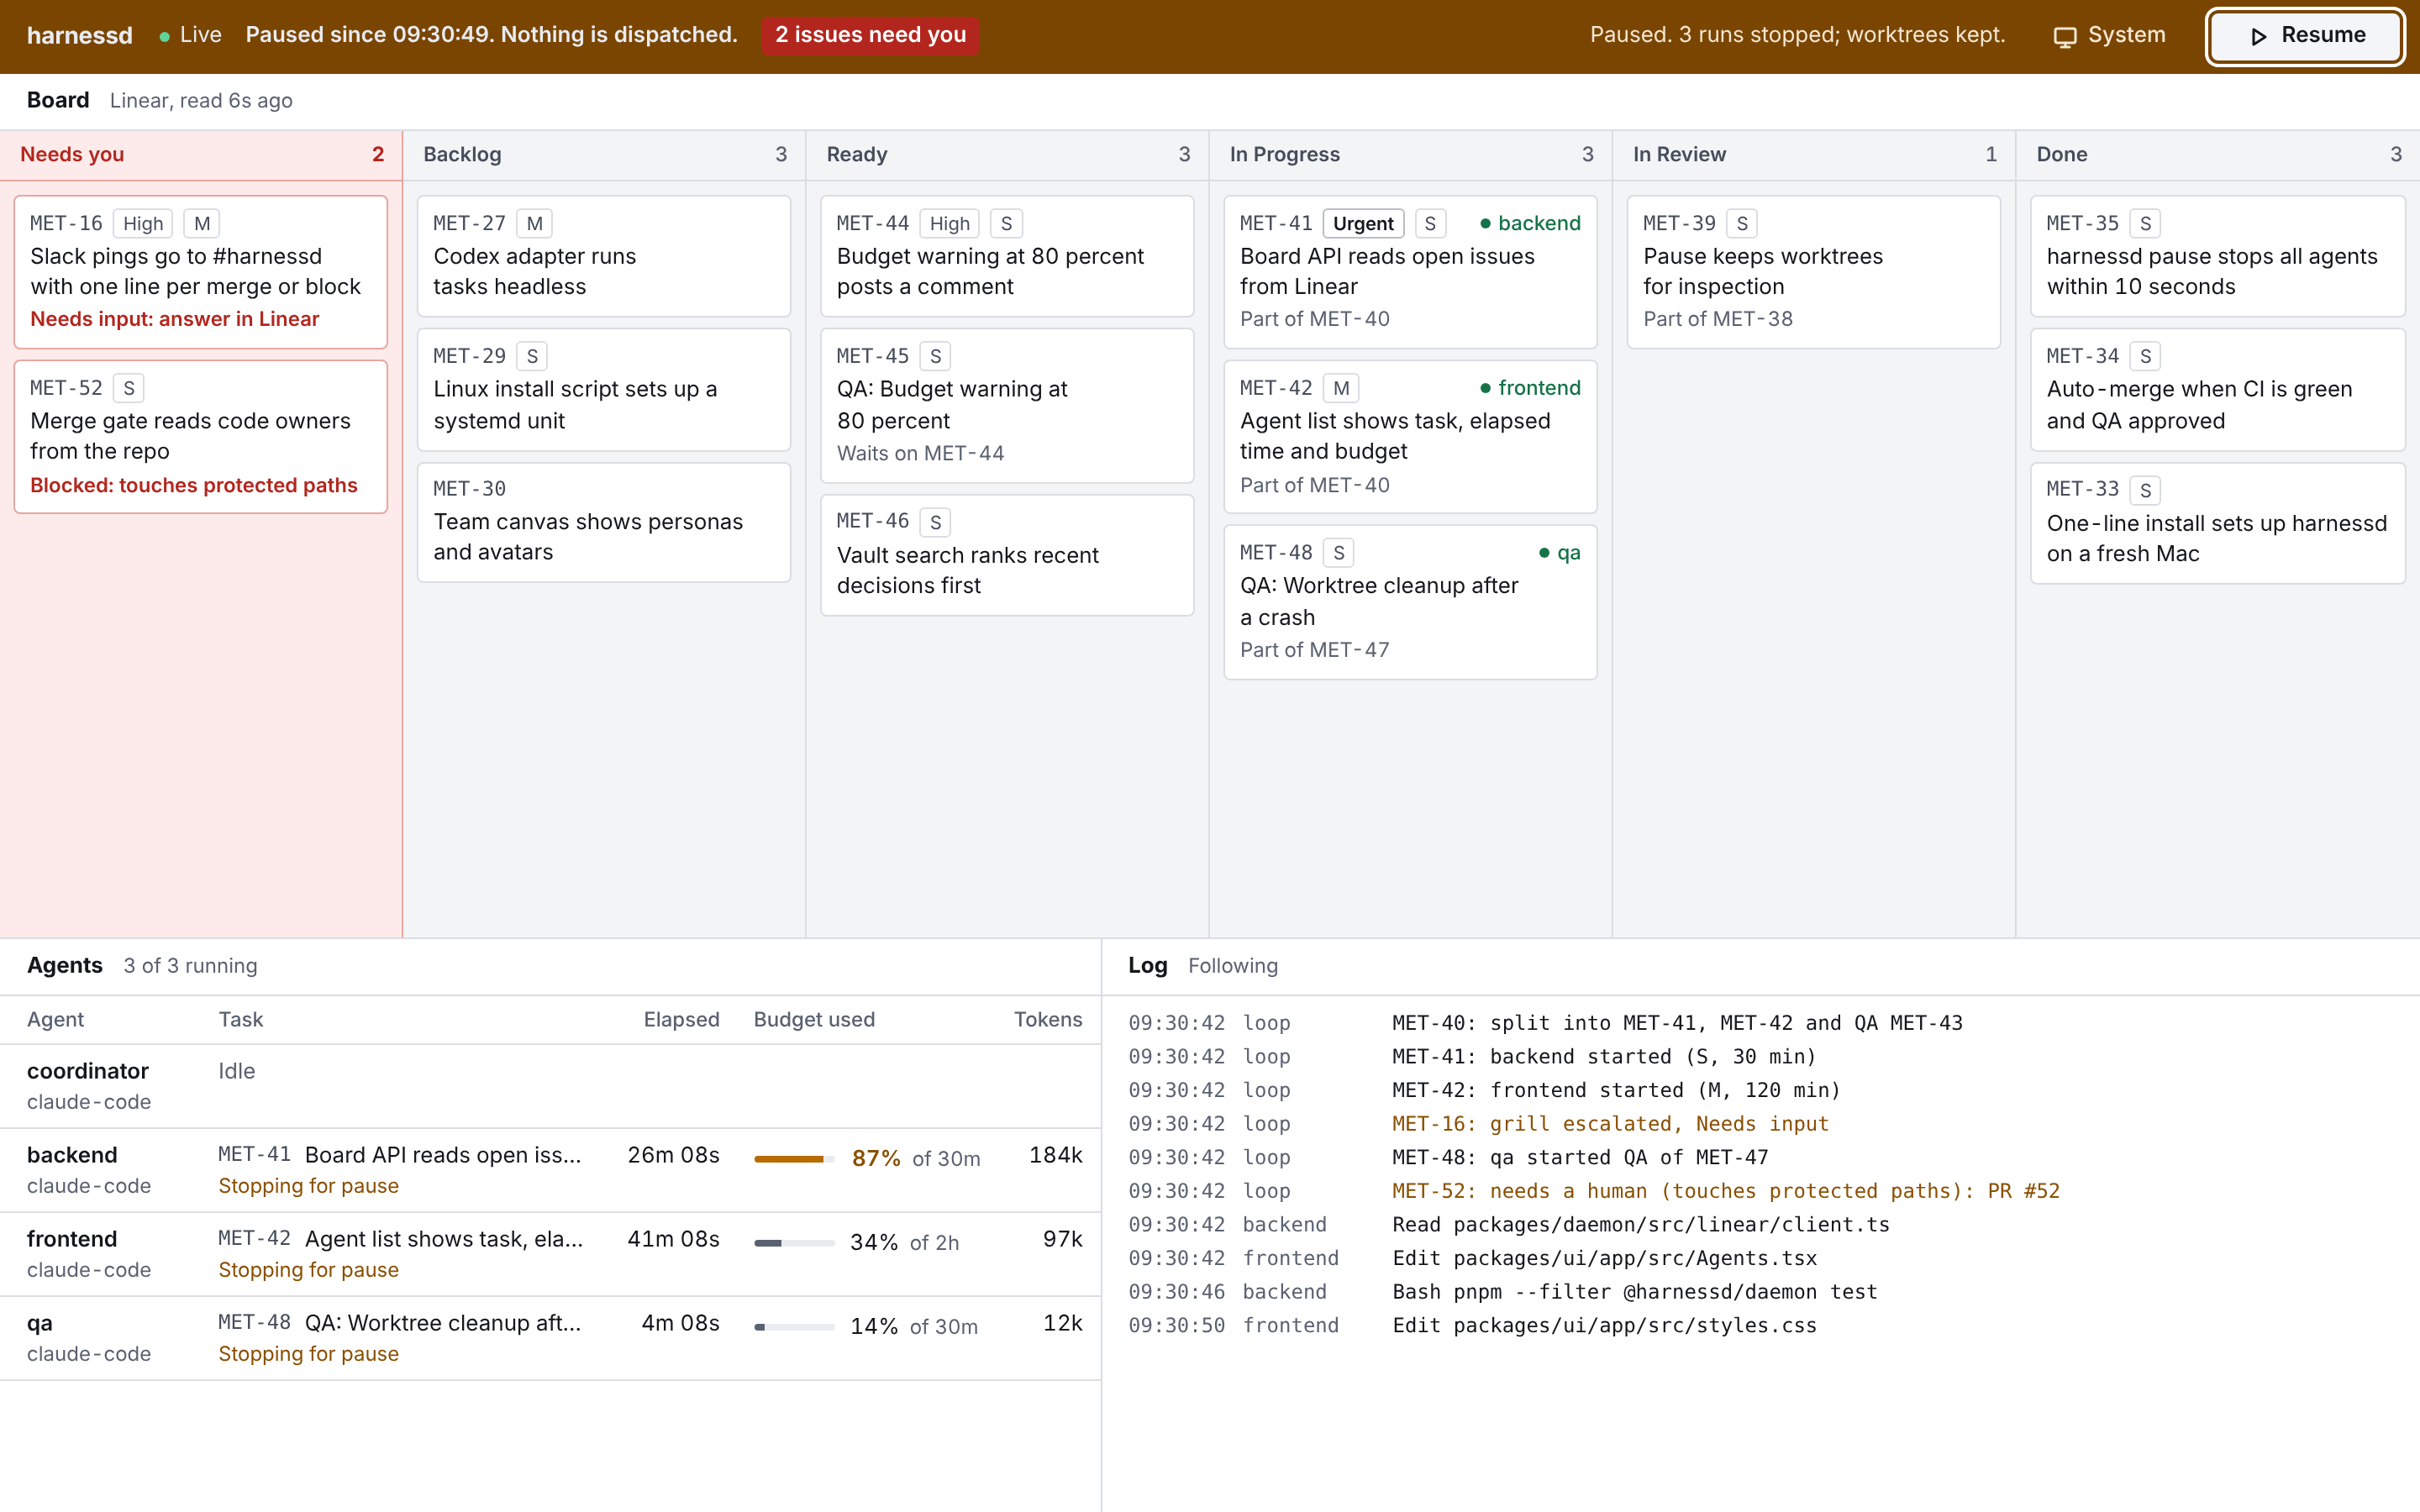 harnessd Live Paused since 09:30:49. Nothing is dispatched. 2 issues need you Paused. 3 runs stopped; worktrees kept. System Resume
Board Linear, read 6s ago
Needs you 2
MET-16 High M
Slack pings go to #harnessd
with one line per merge or block
Needs input: answer in Linear
MET-52 S
Merge gate reads code owners
from the repo
Blocked: touches protected paths
Backlog 3
MET-27 M
Codex adapter runs
tasks headless
MET-29 S
Linux install script sets up a
systemd unit
MET-30
Team canvas shows personas
and avatars
Ready 3
MET-44 High S
Budget warning at 80 percent
posts a comment
MET-45 S
QA: Budget warning at
80 percent
Waits on MET-44
MET-46 S
Vault search ranks recent
decisions first
In Progress 3
MET-41 Urgent S backend
Board API reads open issues
from Linear
Part of MET-40
MET-42 M frontend
Agent list shows task, elapsed
time and budget
Part of MET-40
MET-48 S qa
QA: Worktree cleanup after
a crash
Part of MET-47
In Review 1
MET-39 S
Pause keeps worktrees
for inspection
Part of MET-38
Done 3
MET-35 S
harnessd pause stops all agents
within 10 seconds
MET-34 S
Auto-merge when CI is green
and QA approved
MET-33 S
One-line install sets up harnessd
on a fresh Mac
Agents 3 of 3 running
Agent Task Elapsed Budget used Tokens
coordinator Idle
claude-code
backend MET-41 Board API reads open iss... 26m 08s 87% of 30m 184k
claude-code Stopping for pause
frontend MET-42 Agent list shows task, ela... 41m 08s 34% of 2h 97k
claude-code Stopping for pause
qa MET-48 QA: Worktree cleanup aft... 4m 08s 14% of 30m 12k
claude-code Stopping for pause
Log Following
09:30:42 loop MET-40: split into MET-41, MET-42 and QA MET-43
09:30:42 loop MET-41: backend started (S, 30 min)
09:30:42 loop MET-42: frontend started (M, 120 min)
09:30:42 loop MET-16: grill escalated, Needs input
09:30:42 loop MET-48: qa started QA of MET-47
09:30:42 loop MET-52: needs a human (touches protected paths): PR #52
09:30:42 backend Read packages/daemon/src/linear/client.ts
09:30:42 frontend Edit packages/ui/app/src/Agents.tsx
09:30:46 backend Bash pnpm --filter @harnessd/daemon test
09:30:50 frontend Edit packages/ui/app/src/styles.css